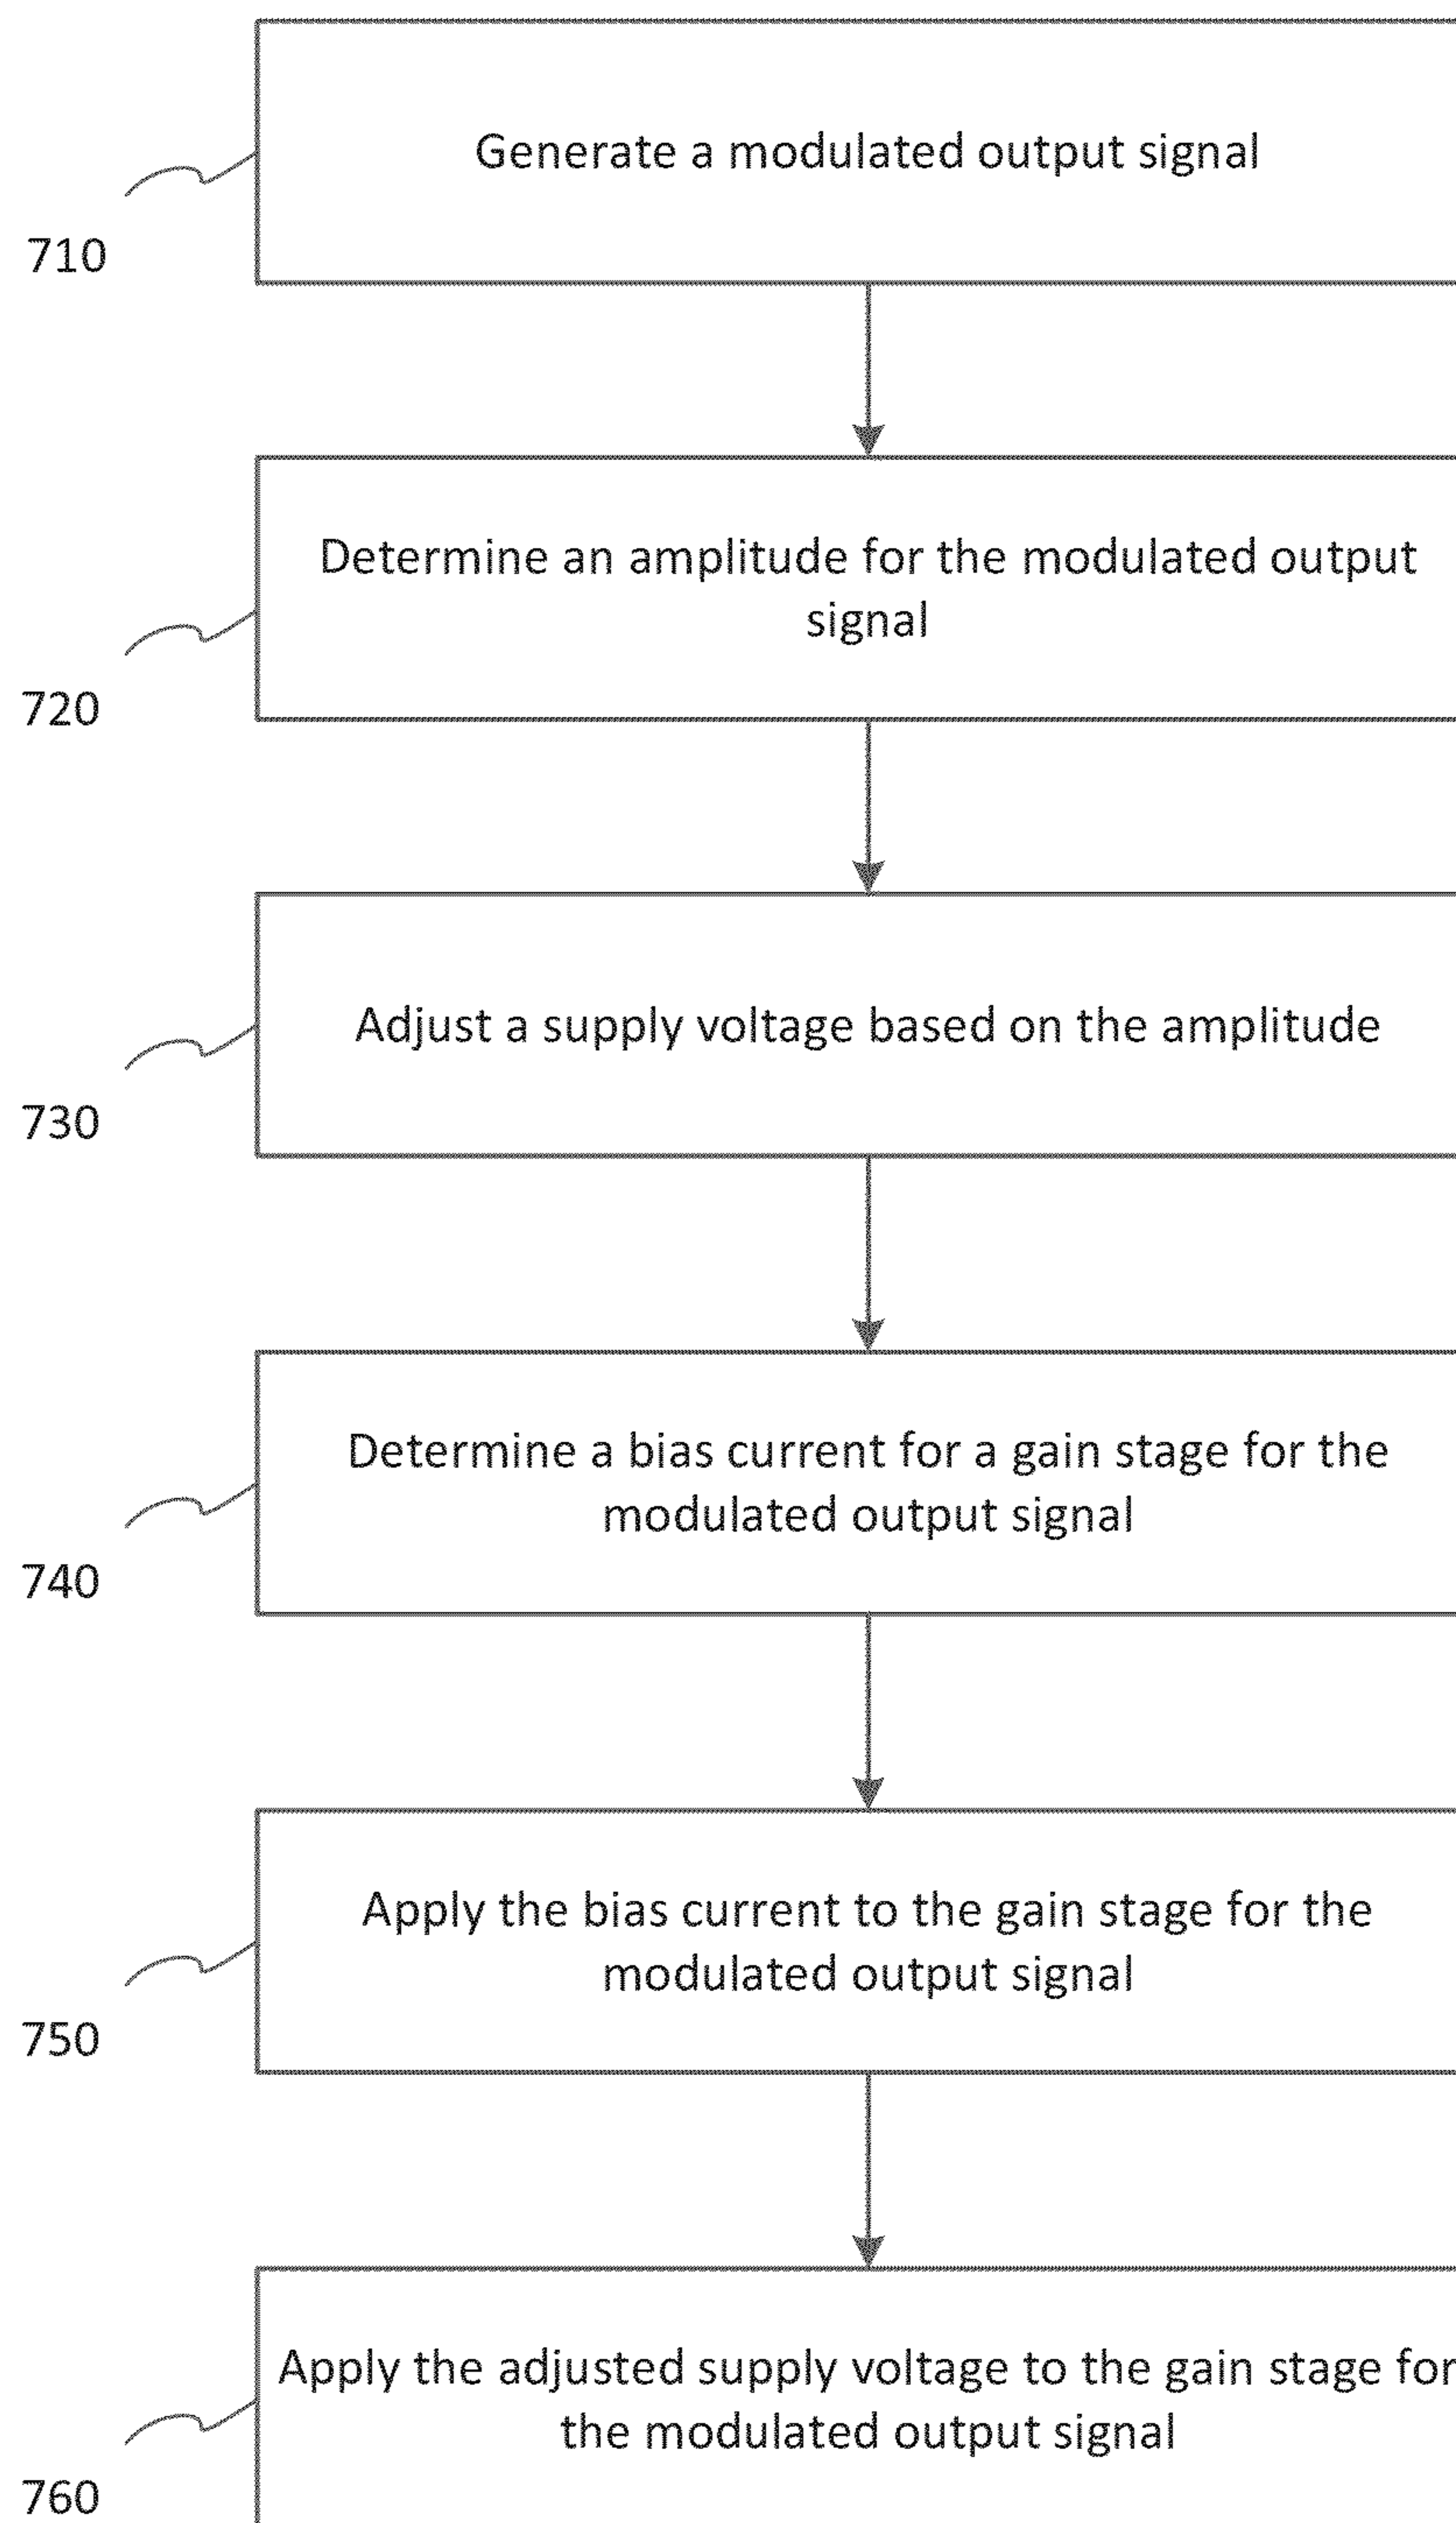 Generate a modulated output signal
710
Determine an amplitude for the modulated output
signal
720
Adjust a supply voltage based on the amplitude
730
Determine a bias current for a gain stage for the
modulated output signal
740
Apply the bias current to the gain stage for the
modulated output signal
750
Apply the adjusted supply voltage to the gain stage for
the modulated output signal
760